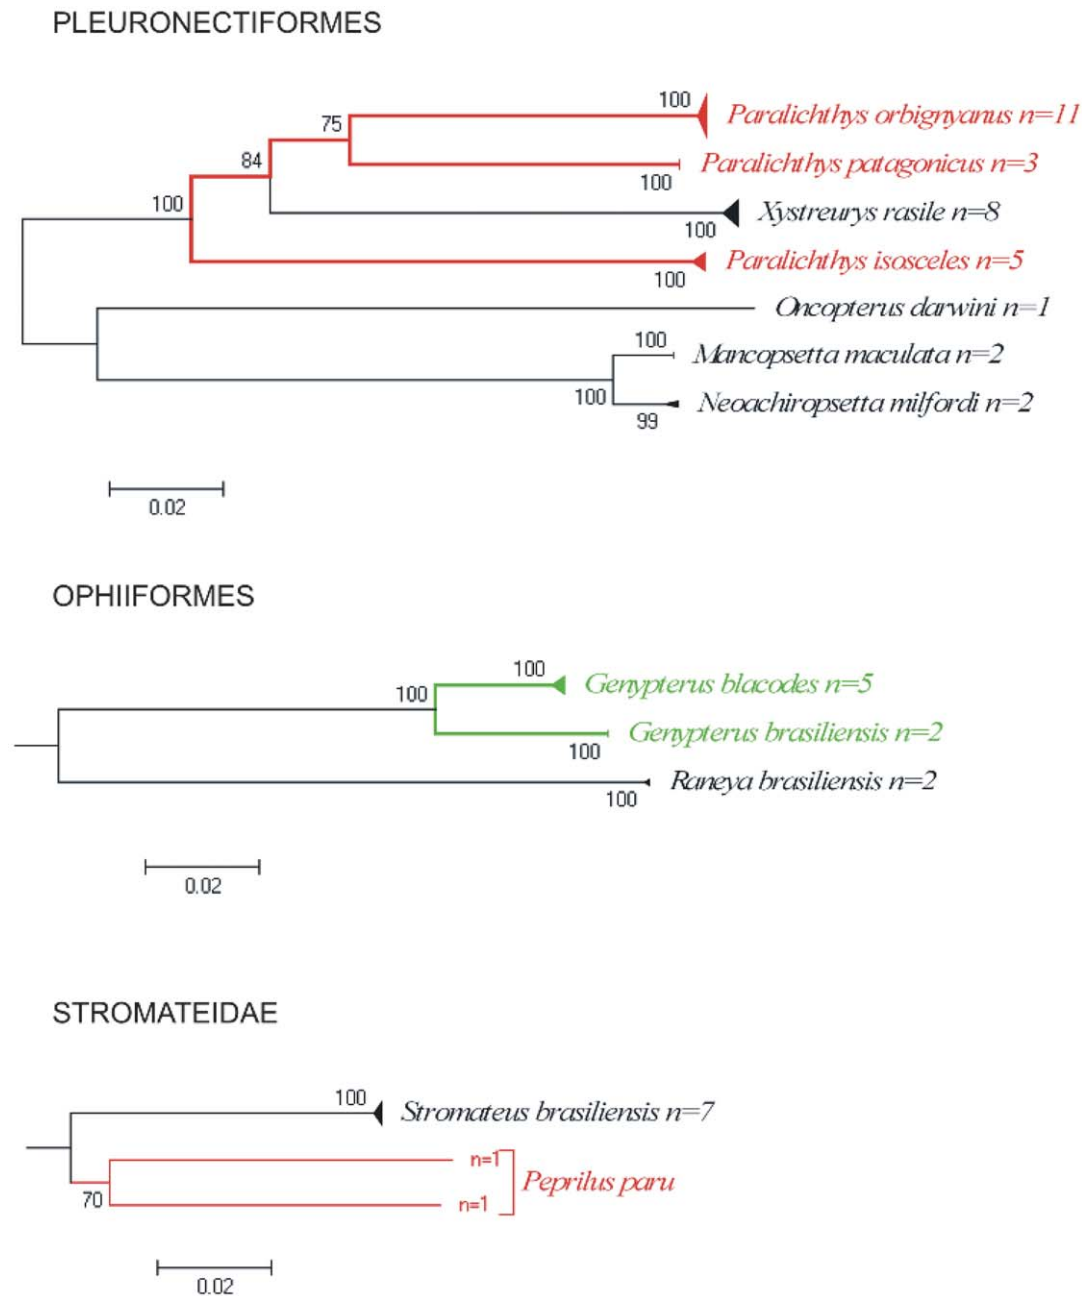 PLEURONECTIFORMES
100
Paralichthys orbignyanus n=11
75
84
Paralichthys patagonicus n=3
100
100
Xystreurys rasile n=8
100
Paralichthys isosceles n=5
100
Oncopterus darwini n=1
100
Mancopsetta maculata n=2
100
Neoachiropsetta milfordi n=2
99
0.02
OPHIIFORMES
100
Genypterus blacodes n=5
100
Genypterus brasiliensis n=2
100
Raneya brasiliensis n=2
100
0.02
STROMATEIDAE
100
Stromateus brasiliensis n=7
n=1
Peprilus paru
70
n=1
0.02